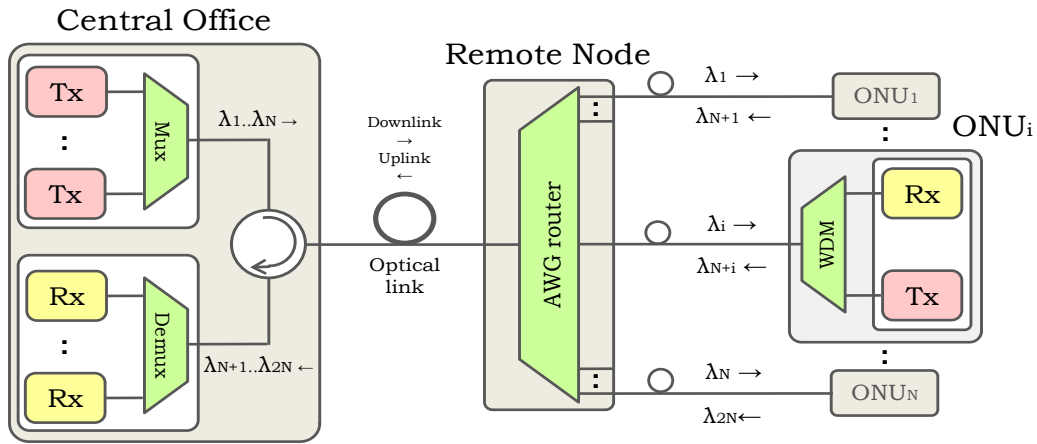 Central Office
Tx
:
Tx
Mux
λ1..λN →
Rx
:
Rx
Demux
λN+1..λ2N ←
Downlink
→
Uplink
←
Optical
link
Remote Node
AWG router
:
:
λ1 →
λN+1 ←
λi →
λN+i ←
λN →
λ2N←
ONU1
:
ONUi
WDM
Rx
Tx
:
ONUN